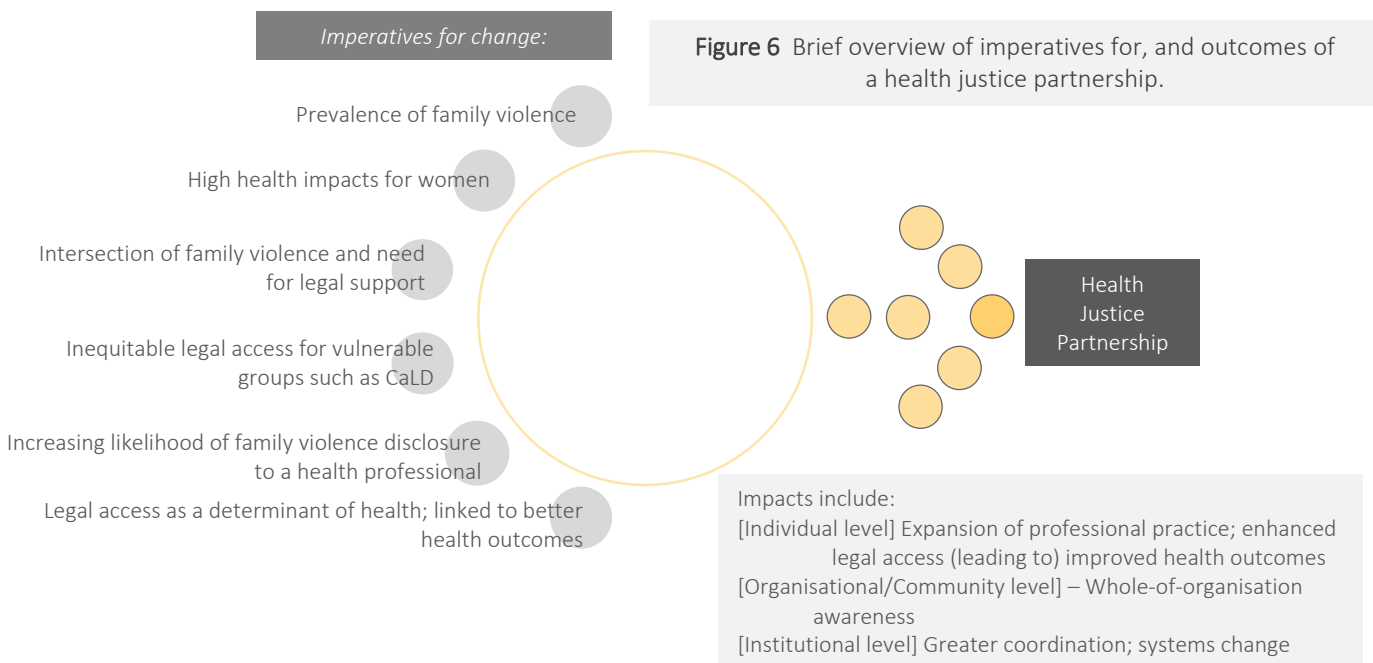 Imperatives for change:
Figure 6 Brief overview of imperatives for, and outcomes of
a health justice partnership.
Prevalence of family violence
High health impacts for women
Intersection of family violence and need
for legal support
Inequitable legal access for vulnerable
groups such as CaLD
Increasing likelihood of family violence disclosure
to a health professional
Legal access as a determinant of health; linked to better
health outcomes
Health
Justice
Partnership
Impacts include:
[Individual level] Expansion of professional practice; enhanced
legal access (leading to) improved health outcomes
[Organisational/Community level] – Whole-of-organisation
awareness
[Institutional level] Greater coordination; systems change